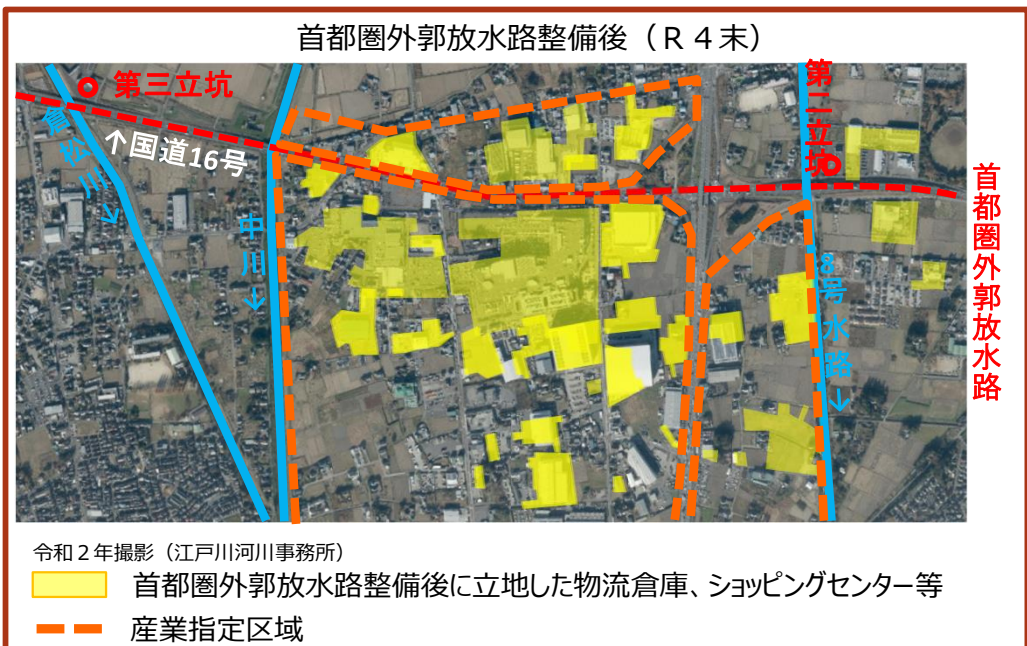 首都圏外郭放水路整備後（R４末）
第三立坑
第二立坑
↑国道16号
倉松川↓
中川↓
8号水路↓
首都圏外郭放水路
令和２年撮影（江戸川河川事務所）
首都圏外郭放水路整備後に立地した物流倉庫、ショッピングセンター等
産業指定区域